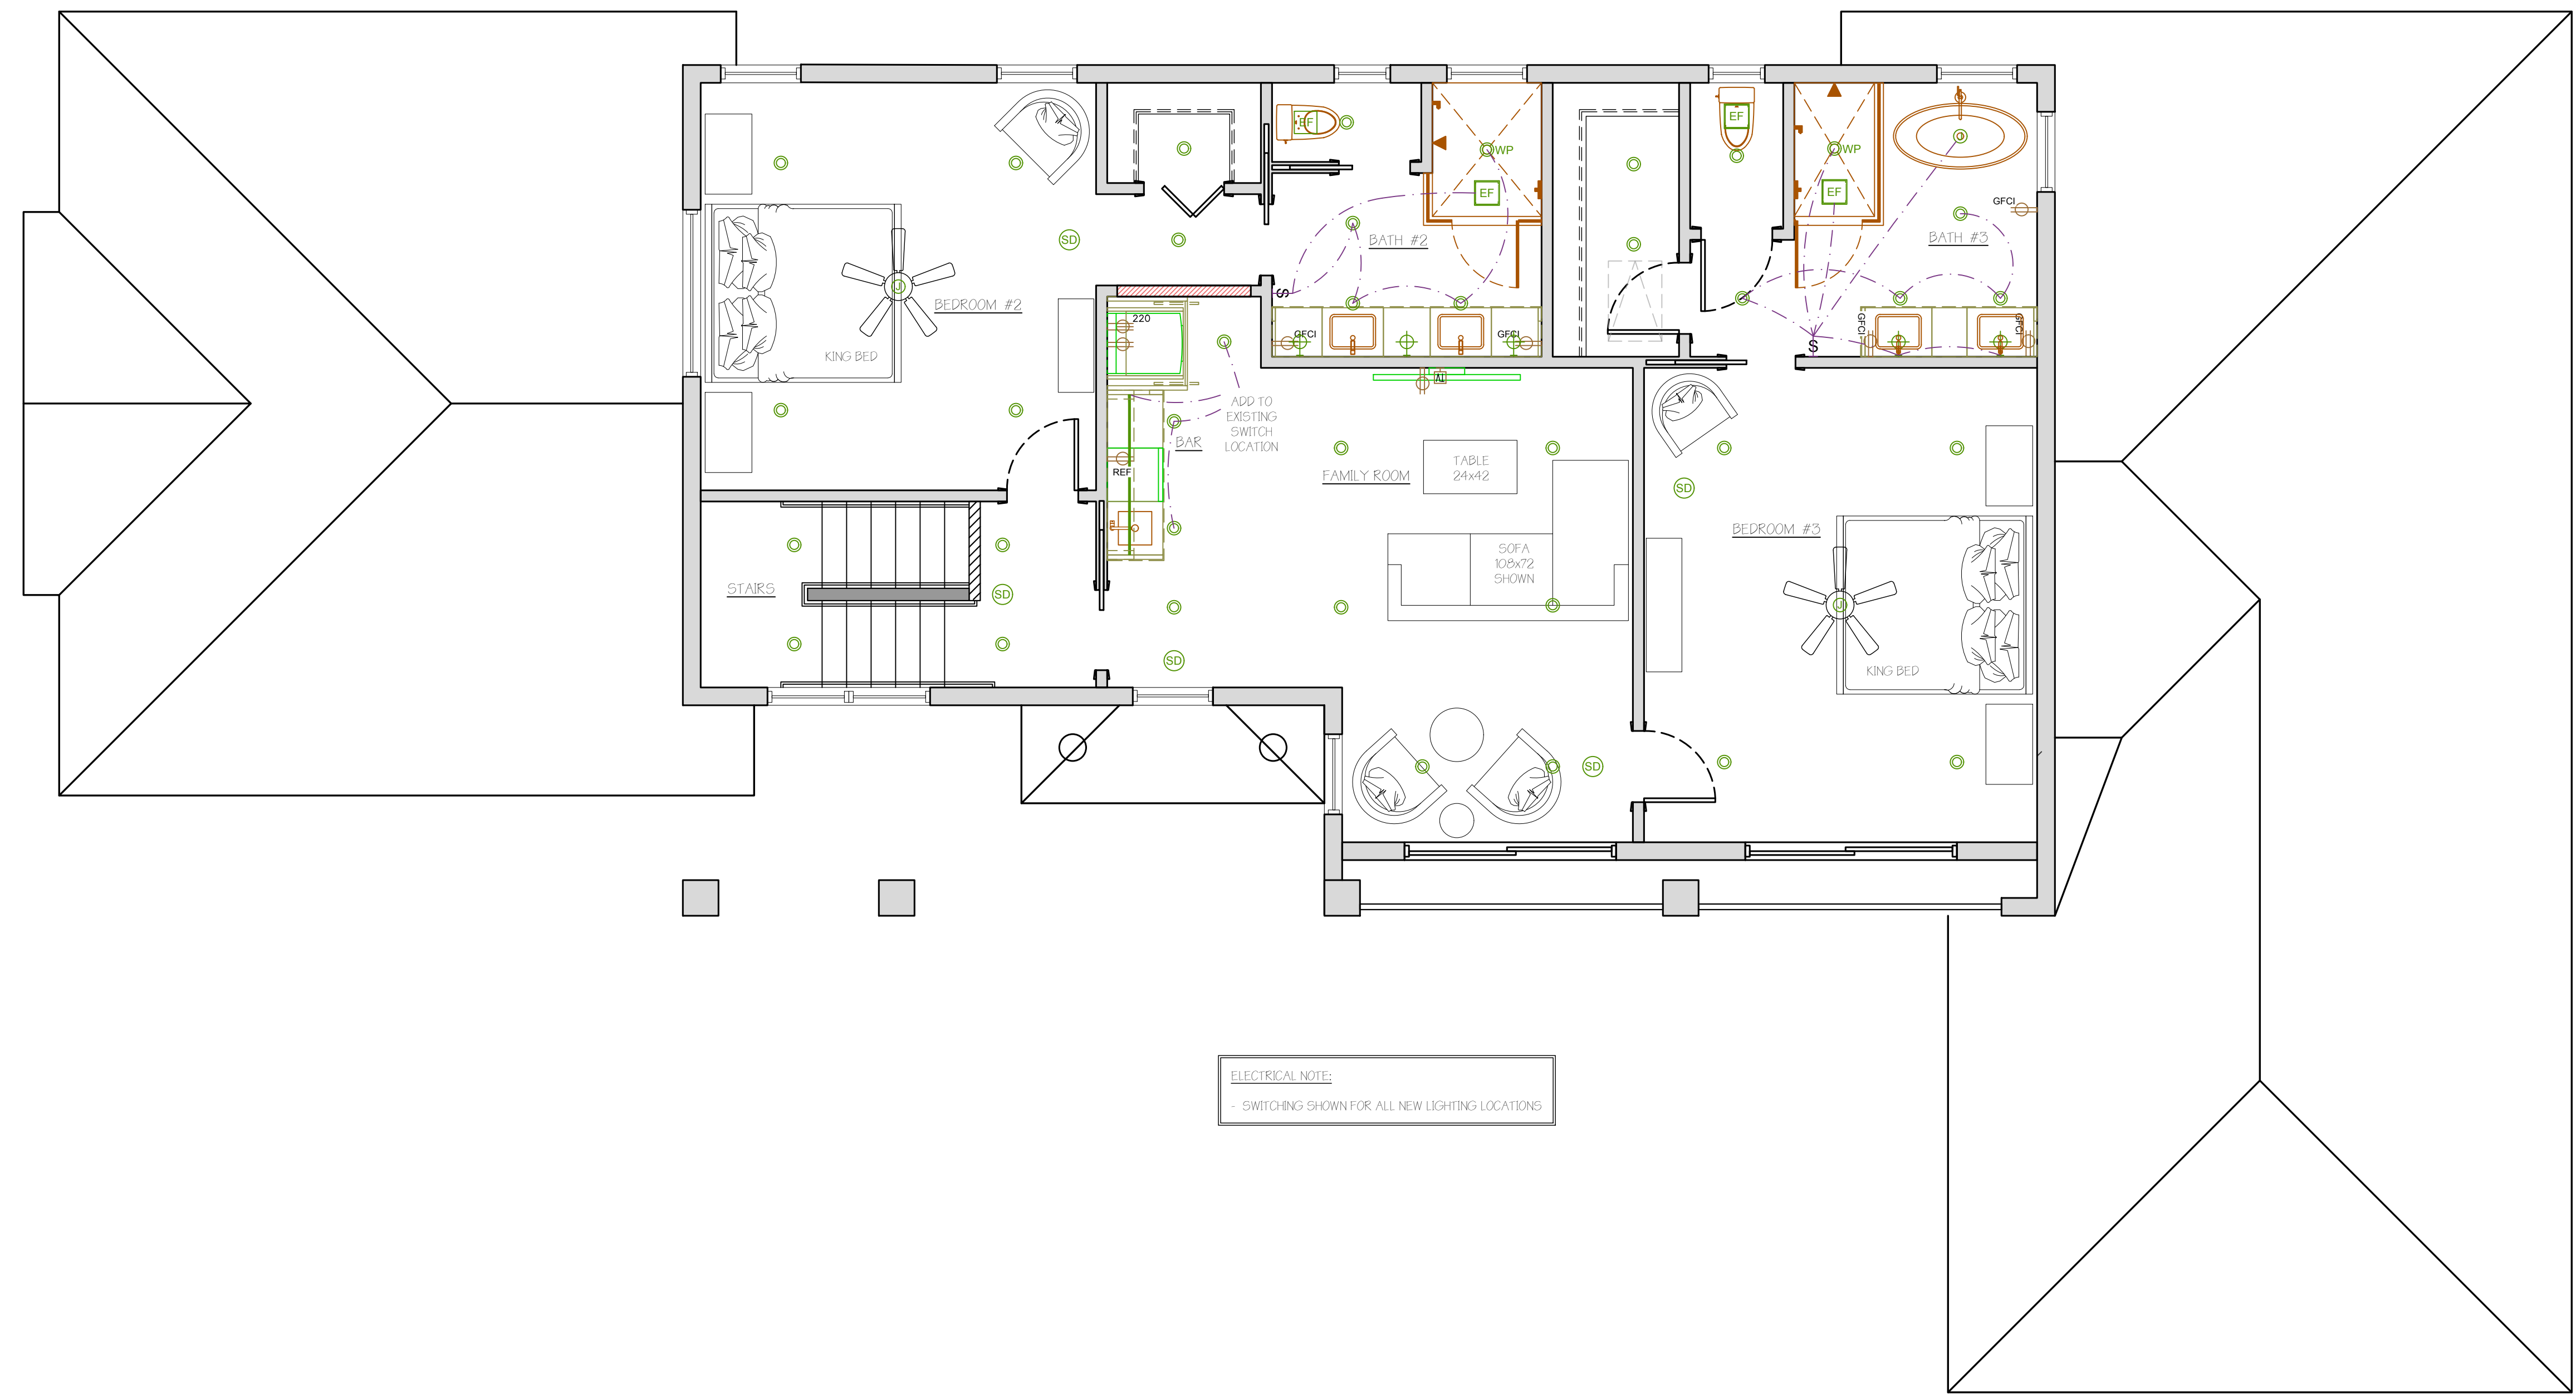 EF
EF
WP
WP
EF
EF
GFCI
SD
BATH #2
BATH #3
J
BEDROOM #2
S
220
GFCI
GFCI
GFCI
GFCI
S
KING BED
TV
ADD TO
EXISTING
SWITCH
LOCATION
BAR
REF
FAMILY ROOM
TABLE
24x42
SD
BEDROOM #3
SOFA
108x72
SHOWN
STAIRS
SD
J
SD
KING BED
SD
ELECTRICAL NOTE:
- SWITCHING SHOWN FOR ALL NEW LIGHTING LOCATIONS